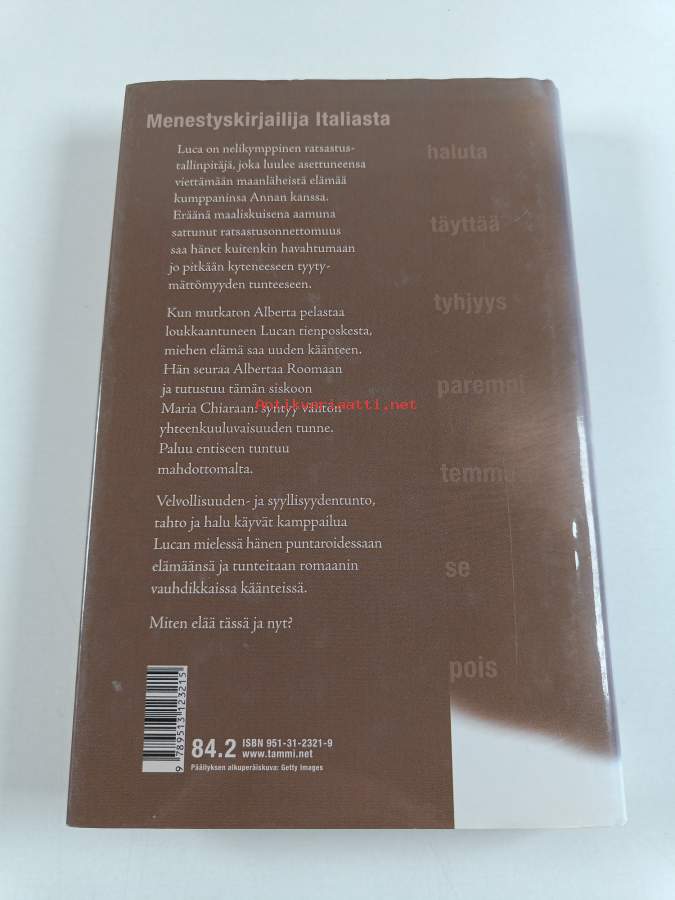 Menestyskirjailija Italiasta
Luca on nelikymppinen ratsastus-
tallinpitäjä, joka luulee asettuneensa
viettämään maanläheistä elämää
kumppaninsa Annan kanssa.
Eräänä maaliskuisena aamuna
sattunut ratsastusonnettomuus
saa hänet kuitenkin havahtumaan
jo pitkään kyteneeseen tyyty-
mättömyyden tunteeseen.
Kun mutkaton Alberta pelastaa
loukkaantuneen Lucan tienposkesta,
miehen elämä saa uuden käänteen.
Hän seuraa Albertaa Roomaan
ja tutustuu tämän siskoon
Maria Chiaraan: syntyy välitön
yhteenkuuluvaisuuden tunne.
Paluu entiseen tuntuu
mahdottomalta.
Velvollisuuden- ja syyllisyydentunto,
tahto ja halu käyvät kamppailua
Lucan mielessä hänen puntaroidessaan
elämäänsä ja tunteitaan romaanin
vauhdikkaissa käänteissä.
Miten elää tässä ja nyt?
haluta
täyttää
tyhjyys
parempi
se
pois
Antikvariaatti.net
9 789513 123215
84.2 ISBN 951-31-2321-9
www.tammi.net
Päällyksen alkuperäiskuva: Getty Images